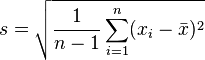 s = \sqrt{\frac{1}{n-1} \sum_{i=1}^{n} (x_i - \bar{x})^2}